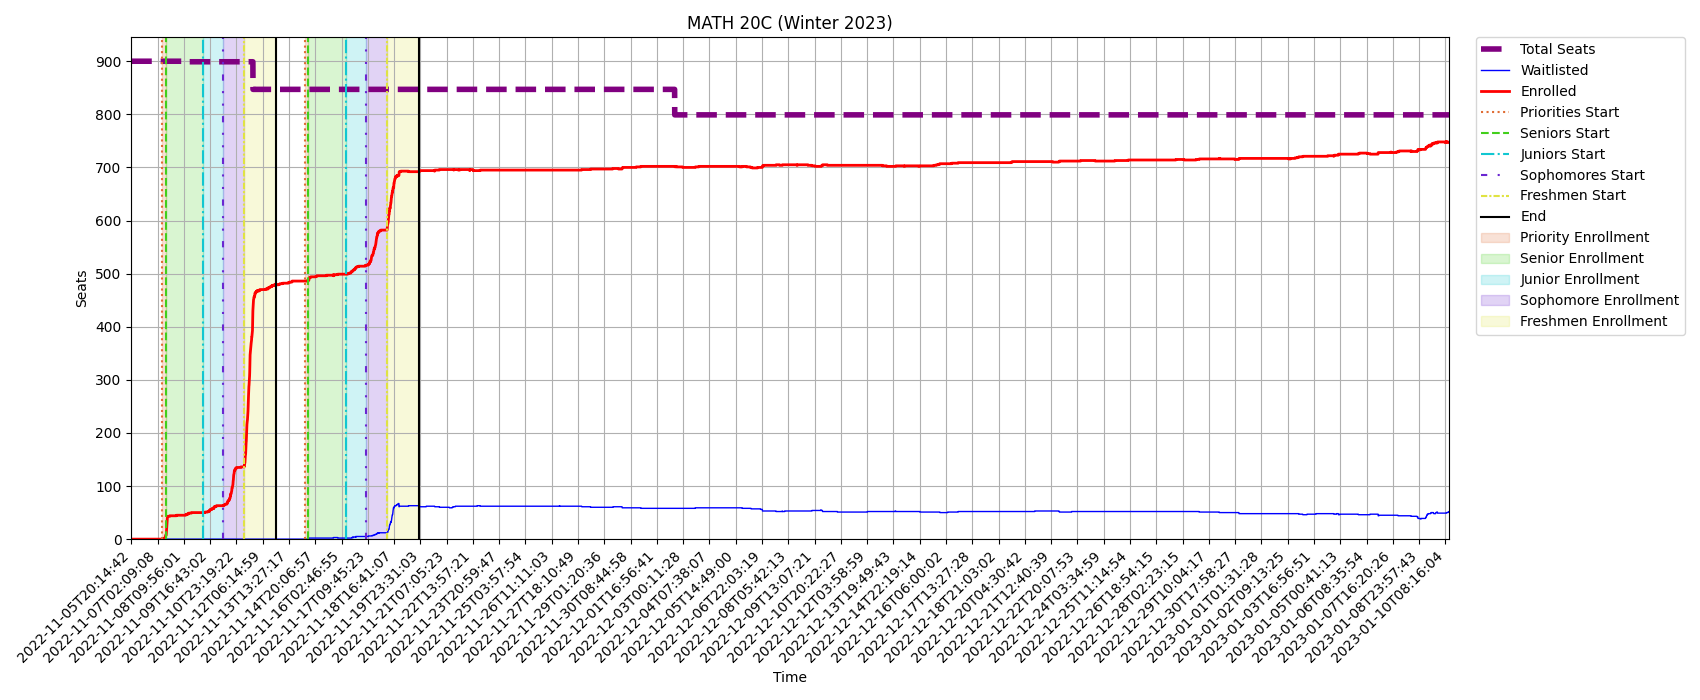 MATH 20C (Winter 2023)
Seats
900
800
700
600
500
400
300
200
100
0
2022-11-05T20:14:42
2022-11-07T02:09:08
2022-11-08T09:56:01
2022-11-09T16:43:02
2022-11-10T23:19:22
2022-11-12T06:14:59
2022-11-13T13:27:17
2022-11-14T20:06:57
2022-11-16T02:46:55
2022-11-17T09:45:23
2022-11-18T16:41:07
2022-11-19T23:31:03
2022-11-21T07:05:23
2022-11-22T13:57:21
2022-11-23T20:59:47
2022-11-25T03:57:54
2022-11-26T11:11:03
2022-11-27T18:10:49
2022-11-29T01:20:36
2022-11-30T08:44:58
2022-12-01T16:56:41
2022-12-03T00:11:28
2022-12-04T07:38:07
2022-12-05T14:49:00
2022-12-06T22:03:19
2022-12-08T05:42:13
2022-12-09T13:07:21
2022-12-10T20:22:27
2022-12-12T03:58:59
2022-12-13T19:49:43
2022-12-14T22:19:14
2022-12-16T06:00:02
2022-12-17T13:27:28
2022-12-18T21:03:02
2022-12-20T04:30:42
2022-12-21T12:40:39
2022-12-22T20:07:53
2022-12-24T03:34:59
2022-12-25T11:14:54
2022-12-26T18:54:15
2022-12-28T02:23:15
2022-12-29T10:04:17
2022-12-30T17:58:27
2023-01-01T01:31:28
2023-01-02T09:13:25
2023-01-03T16:56:51
2023-01-05T00:41:13
2023-01-06T08:35:54
2023-01-07T16:20:26
2023-01-08T23:57:43
2023-01-10T08:16:04
Time
Total Seats
Waitlisted
Enrolled
Priorities Start
Seniors Start
Juniors Start
Sophomores Start
Freshmen Start
End
Priority Enrollment
Senior Enrollment
Junior Enrollment
Sophomore Enrollment
Freshmen Enrollment